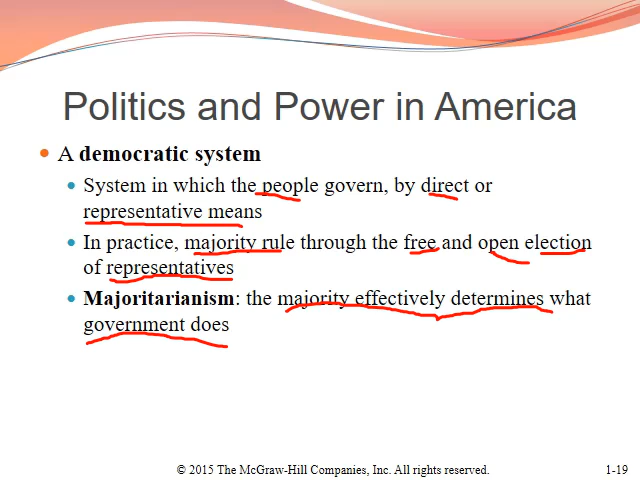 Politics and Power in America
• A democratic system
• System in which the people govern, by direct or
representative means
• In practice, majority rule through the free and open election
of representatives
• Majoritarianism: the majority effectively determines what
government does
© 2015 The McGraw-Hill Companies, Inc. All rights reserved.
1-19